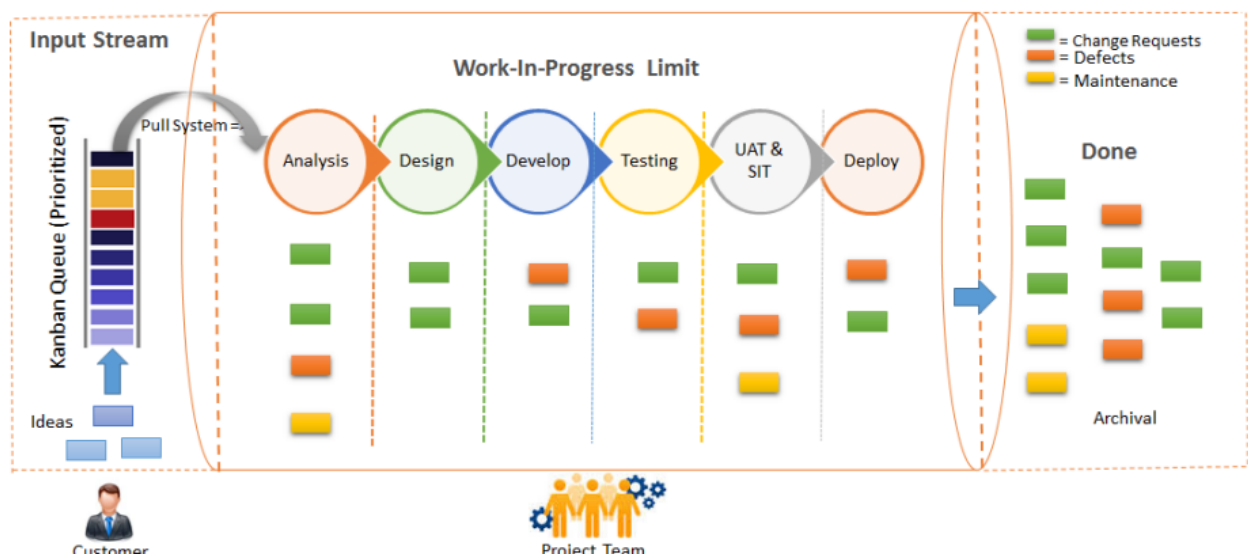 Input Stream
Work-In-Progress Limit
= Change Requests
= Defects
= Maintenance
Pull System =
Kanban Queue (Prioritized)
Analysis
Design
Develop
Testing
UAT &
SIT
Deploy
Done
Ideas
Archival
Customer
Project Team